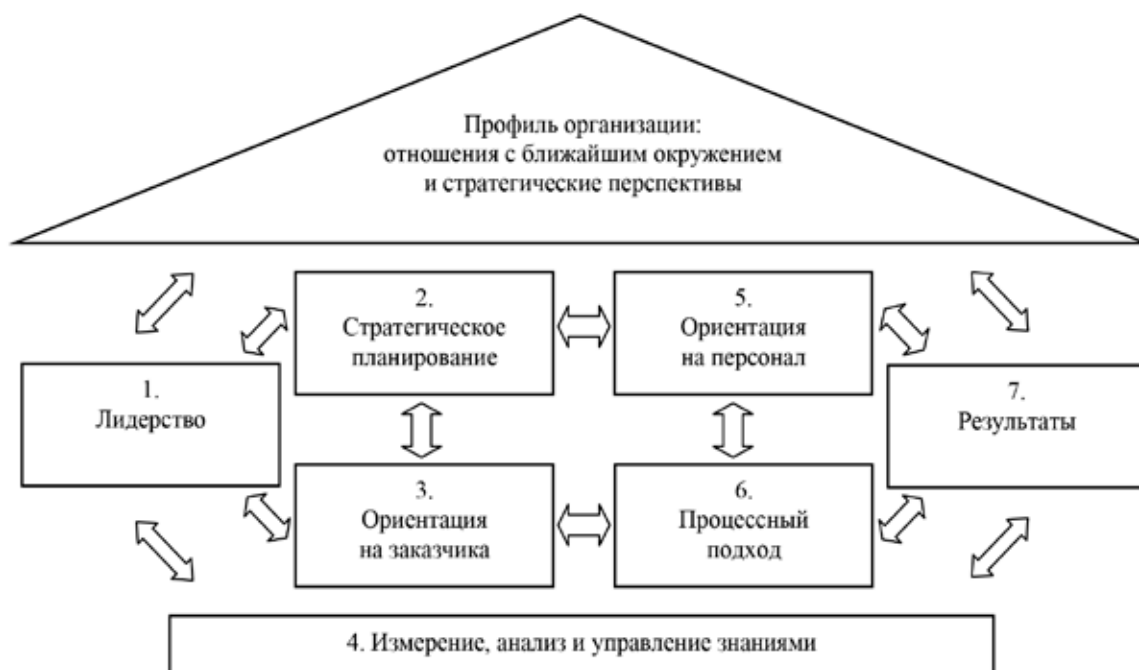 Профиль организации:
отношения с ближайшим окружением
и стратегические перспективы
1.
Лидерство
2.
Стратегическое
планирование
3.
Ориентация
на заказчика
5.
Ориентация
на персонал
6.
Процессный
подход
7.
Результаты
4. Измерение, анализ и управление знаниями